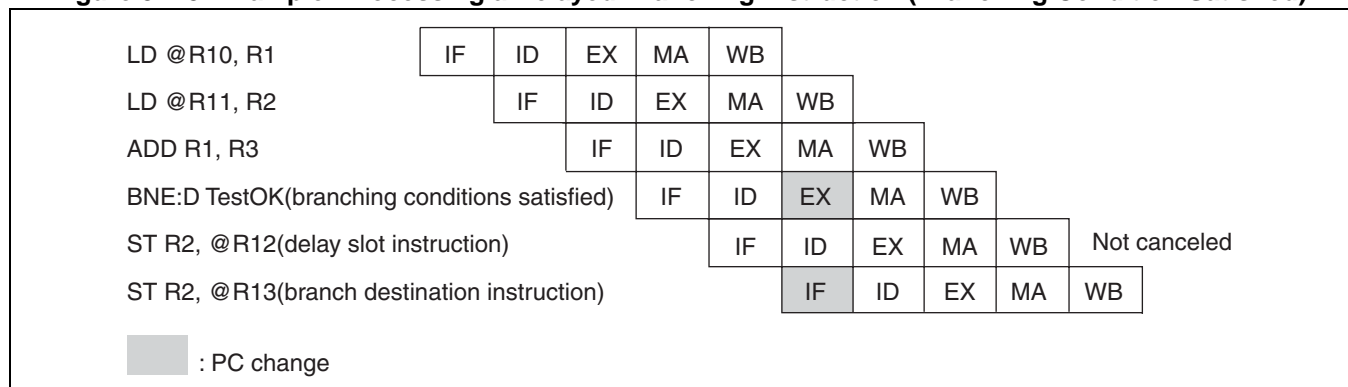 LD @R10, R1 IF ID EX MA WB
LD @R11, R2 IF ID EX MA WB
ADD R1, R3 IF ID EX MA WB
BNE:D TestOK(branching conditions satisfied) IF ID EX MA WB
ST R2, @R12(delay slot instruction) IF ID EX MA WB Not canceled
ST R2, @R13(branch destination instruction) IF ID EX MA WB
: PC change